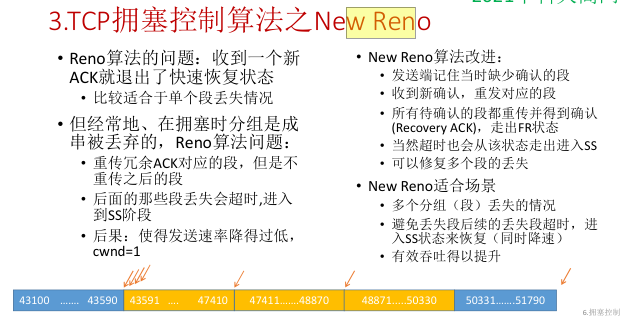 3.TCP拥塞控制算法之New Reno
• Reno算法的问题：收到一个新
ACK就退出了快速恢复状态
• 比较适合于单个段丢失情况
• 但经常地、在拥塞时分组是成
串被丢弃的，Reno算法问题：
• 重传冗余ACK对应的段，但是不
重传之后的段
• 后面的那些段丢失会超时,进入
到SS阶段
• 后果：使得发送速率降得过低，
cwnd=1
• New Reno算法改进：
• 发送端记住当时缺少确认的段
• 收到新确认，重发对应的段
• 所有待确认的段都重传并得到确认
(Recovery ACK)，走出FR状态
• 当然超时也会从该状态走出进入SS
• 可以修复多个段的丢失
• New Reno适合场景
• 多个分组（段）丢失的情况
• 避免丢失段后续的丢失段超时，进
入SS状态来恢复（同时降速）
• 有效吞吐得以提升
43100 ……. 43590 43591 …. 47410 47411……48870 48871…..50330 50331……51790
6.拥塞控制